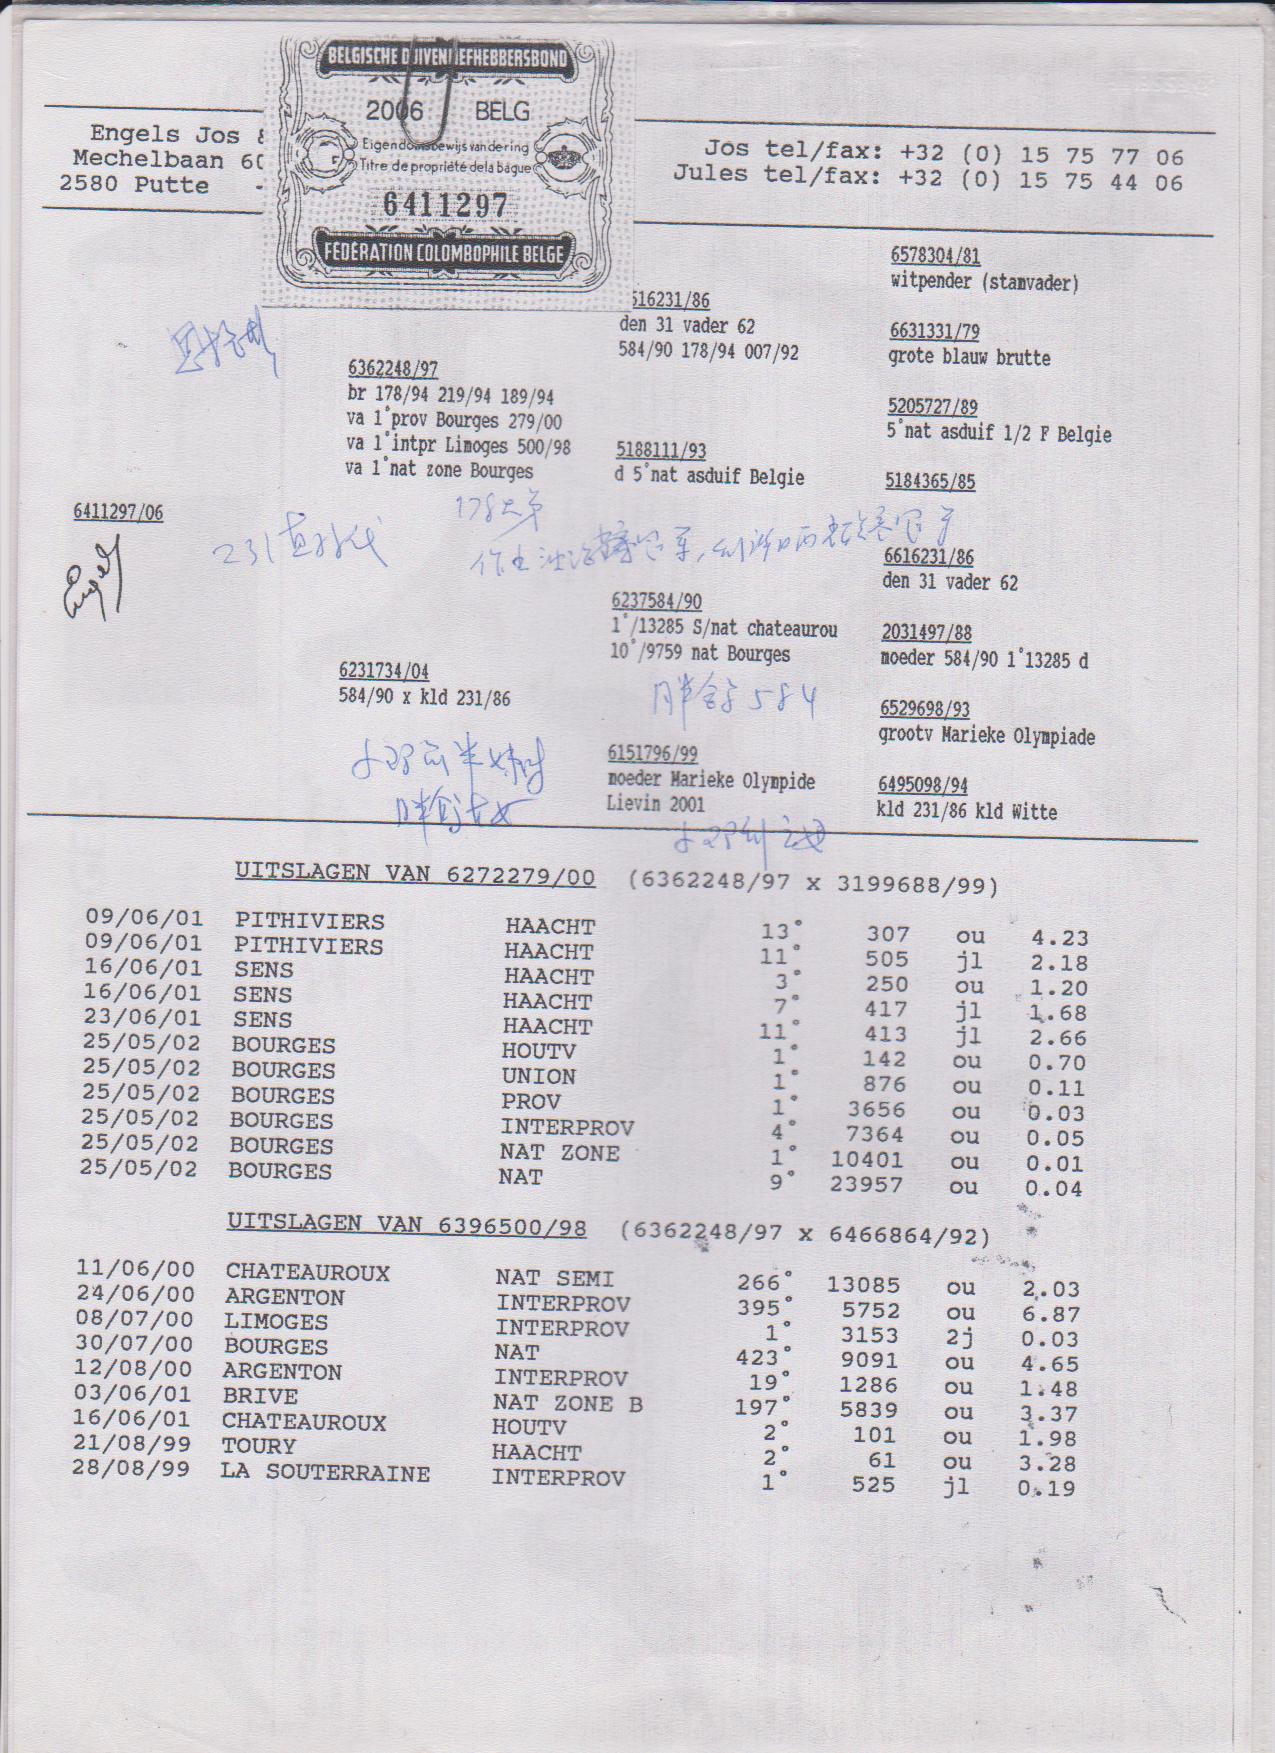 BELGISCHE DUIVENLIEFHEBBERSBOND
2006 BELG
Eigendomsbewijs van de ring
Titre de propriété de la bague
6411297
FÉDÉRATION COLOMBOPHILE BELGE
Engels Jos &
Mechelbaan 60
2580 Putte -
Jos tel/fax: +32 (0) 15 75 77 06
Jules tel/fax: +32 (0) 15 75 44 06
6411297/06
6362248/97
br 178/94 219/94 189/94
va 1°prov Bourges 279/00
va 1°intpr Limoges 500/98
va 1°nat zone Bourges
6231734/04
584/90 x kld 231/86
516231/86
den 31 vader 62
584/90 178/94 007/92
5188111/93
d 5°nat asduif Belgie
6237584/90
1°/13285 S/nat chateaurou
10°/9759 nat Bourges
584
6151796/99
moeder Marieke Olympide
Lievin 2001
6578304/81
witpender (stamvader)
6631331/79
grote blauw brutte
5205727/89
5°nat asduif 1/2 F Belgie
5184365/85
6616231/86
den 31 vader 62
2031497/88
moeder 584/90 1°13285 d
6529698/93
grootv Marieke Olympiade
6495098/94
kld 231/86 kld Witte
UITSLAGEN VAN 6272279/00 (6362248/97 x 3199688/99)
09/06/01 PITHIVIERS HAACHT 13° 307 ou 4.23
09/06/01 PITHIVIERS HAACHT 11° 505 jl 2.18
16/06/01 SENS HAACHT 3° 250 ou 1.20
16/06/01 SENS HAACHT 7° 417 jl 1.68
23/06/01 SENS HAACHT 11° 413 jl 2.66
25/05/02 BOURGES HOUTV 1° 142 ou 0.70
25/05/02 BOURGES UNION 1° 876 ou 0.11
25/05/02 BOURGES PROV 1° 3656 ou 0.03
25/05/02 BOURGES INTERPROV 4° 7364 ou 0.05
25/05/02 BOURGES NAT ZONE 1° 10401 ou 0.01
25/05/02 BOURGES NAT 9° 23957 ou 0.04
UITSLAGEN VAN 6396500/98 (6362248/97 x 6466864/92)
11/06/00 CHATEAUROUX NAT SEMI 266° 13085 ou 2.03
24/06/00 ARGENTON INTERPROV 395° 5752 ou 6.87
08/07/00 LIMOGES INTERPROV 1° 3153 2j 0.03
30/07/00 BOURGES NAT 423° 9091 ou 4.65
12/08/00 ARGENTON INTERPROV 19° 1286 ou 1.48
03/06/01 BRIVE NAT ZONE B 197° 5839 ou 3.37
16/06/01 CHATEAUROUX HOUTV 2° 101 ou 1.98
21/08/99 TOURY HAACHT 2° 61 ou 3.28
28/08/99 LA SOUTERRAINE INTERPROV 1° 525 jl 0.19